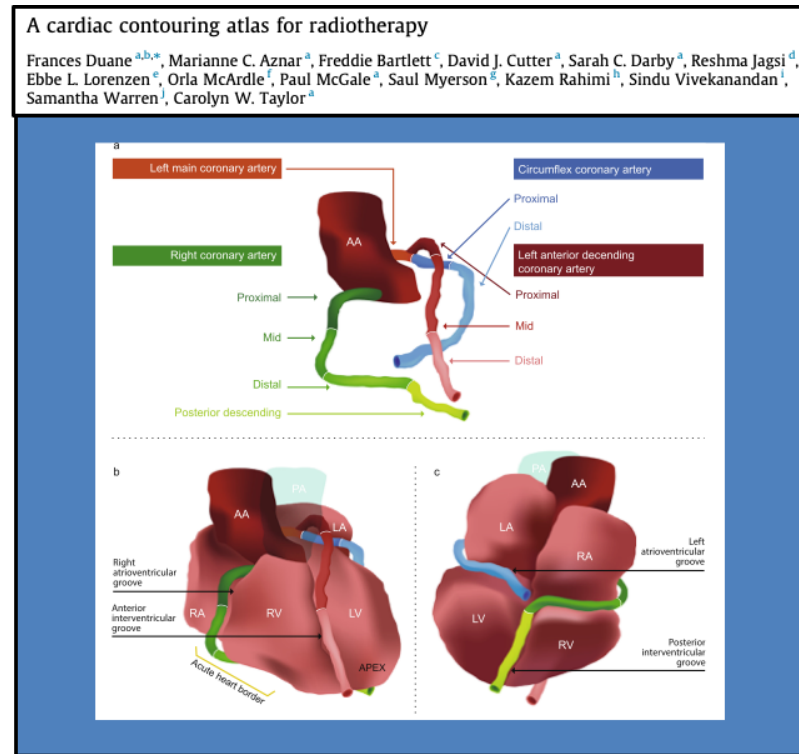 A cardiac contouring atlas for radiotherapy
Frances Duane a,b,*, Marianne C. Aznar a, Freddie Bartlett c, David J. Cutter a, Sarah C. Darby a, Reshma Jagsi d,
Ebbe L. Lorenzen e, Orla McArdle f, Paul McGale a, Saul Myerson g, Kazem Rahimi h, Sindu Vivekanandan i,
Samantha Warren j, Carolyn W. Taylor a
a
Left main coronary artery
Circumflex coronary artery
Proximal
Distal
AA
Right coronary artery
Left anterior decending
coronary artery
Proximal
Proximal
Mid
Mid
Distal
Distal
Posterior descending
b
PA
AA
LA
Right
atrioventricular
groove
Anterior
interventricular
groove
RA
RV
LV
APEX
Acute heart border
c
PA
AA
LA
RA
Left
atrioventricular
groove
LV
RV
Posterior
interventricular
groove